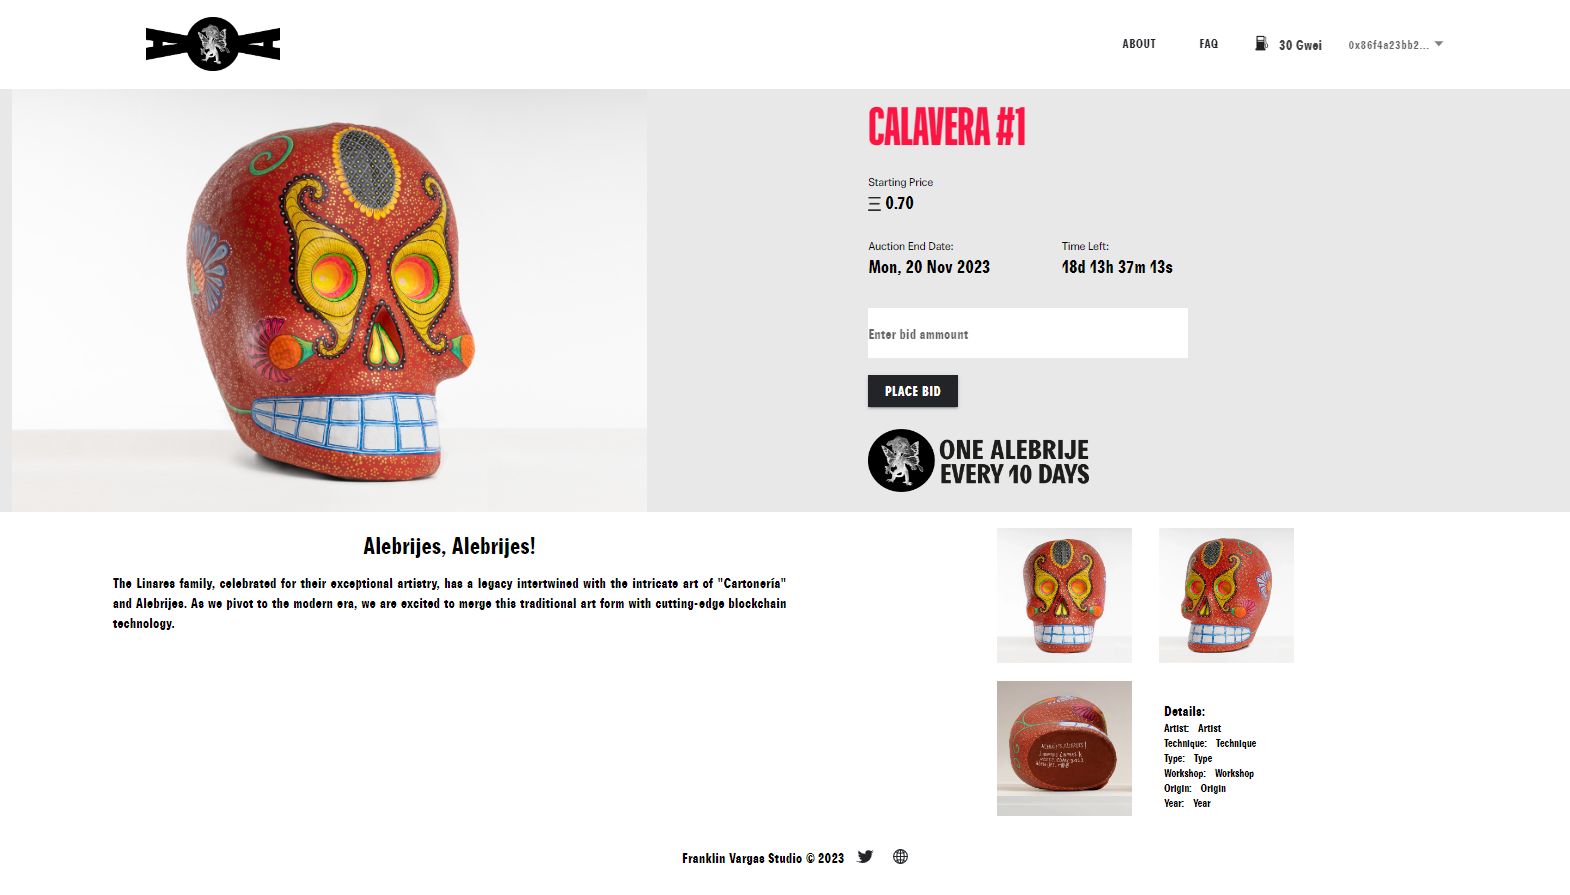 ABOUT
FAQ
30 Gwei
0x86f4a23bb2...
CALAVERA #1
Starting Price
0.70
Auction End Date:
Time Left:
Mon, 20 Nov 2023
18d 13h 37m 13s
Enter bid ammount
PLACE BID
ONE ALEBRIJE
EVERY 10 DAYS
Alebrijes, Alebrijes!
The Linares family, celebrated for their exceptional artistry, has a legacy intertwined with the intricate art of "Cartonería"
and Alebrijes. As we pivot to the modern era, we are excited to merge this traditional art form with cutting-edge blockchain
technology.
Details:
Artist: Artist
Technique: Technique
Type: Type
Workshop: Workshop
Origin: Origin
Year: Year
Franklin Vargas Studio © 2023